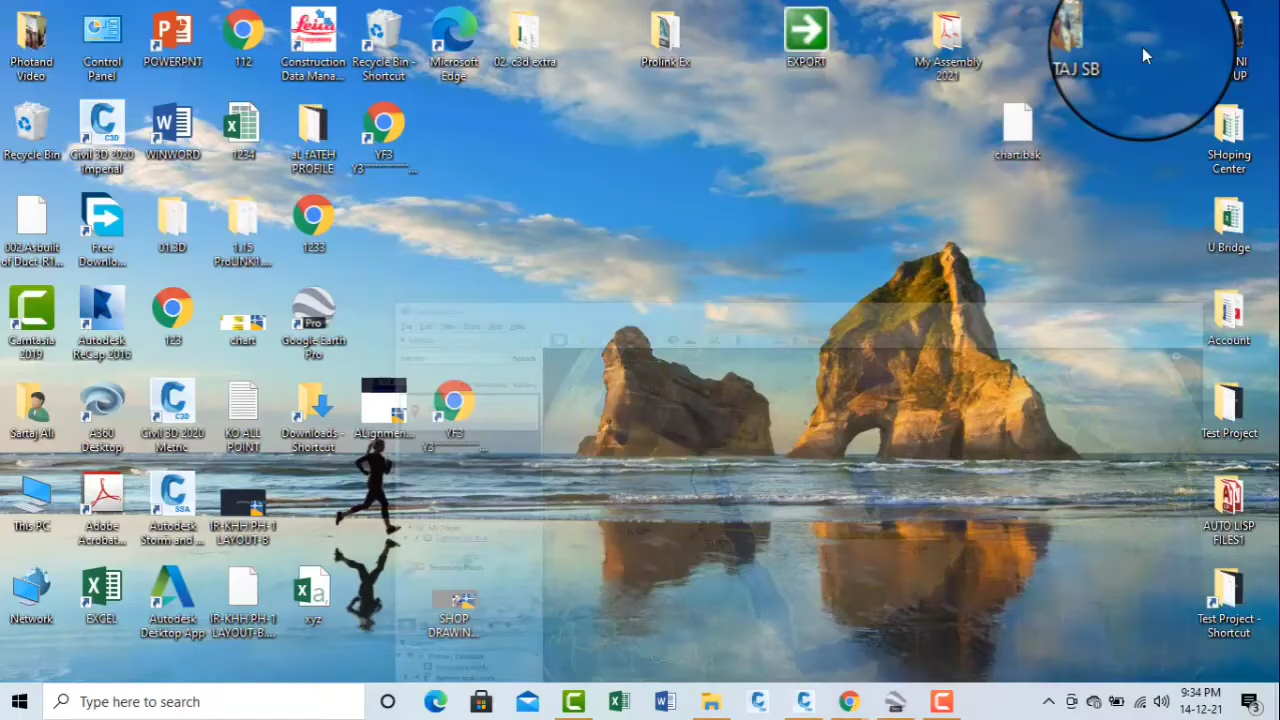 Photand
Video
Control
Panel
POWERPNT
112
Construction
Data Mana...
Recycle Bin -
Shortcut
Microsoft
Edge
02. c3d extra
Prolink Ex
EXPORT
My Assembly
2021
TAJ SB
NI
UP
Recycle Bin
Civil 3D 2020
Imperial
WINWORD
1234
aL fATEH
PROFILE
YF3
chart.bak
SHoping
Center
002.Asbuilt
of Duct-R1...
Free
Downlo...
01.3D
1.15
ProLINK1....
1233
U Bridge
Camtasia
2019
Autodesk
ReCap 2016
123
chart
Google Earth
Pro
Account
Sartaj Ali
A360
Desktop
Civil 3D 2020
Metric
KO ALL
POINT
Downloads -
Shortcut
ALignmen...
YF3
Test Project
This PC
Adobe
Acrobat...
Autodesk
Storm and ...
IR-KHH PH-1
LAYOUT-B
AUTO LISP
FILES1
Network
EXCEL
Autodesk
Desktop App
IR-KHH PH-1
LAYOUT-B....
xyz
SHOP
DRAWIN...
Test Project -
Shortcut
Type here to search
9:34 PM
14-12-21
3